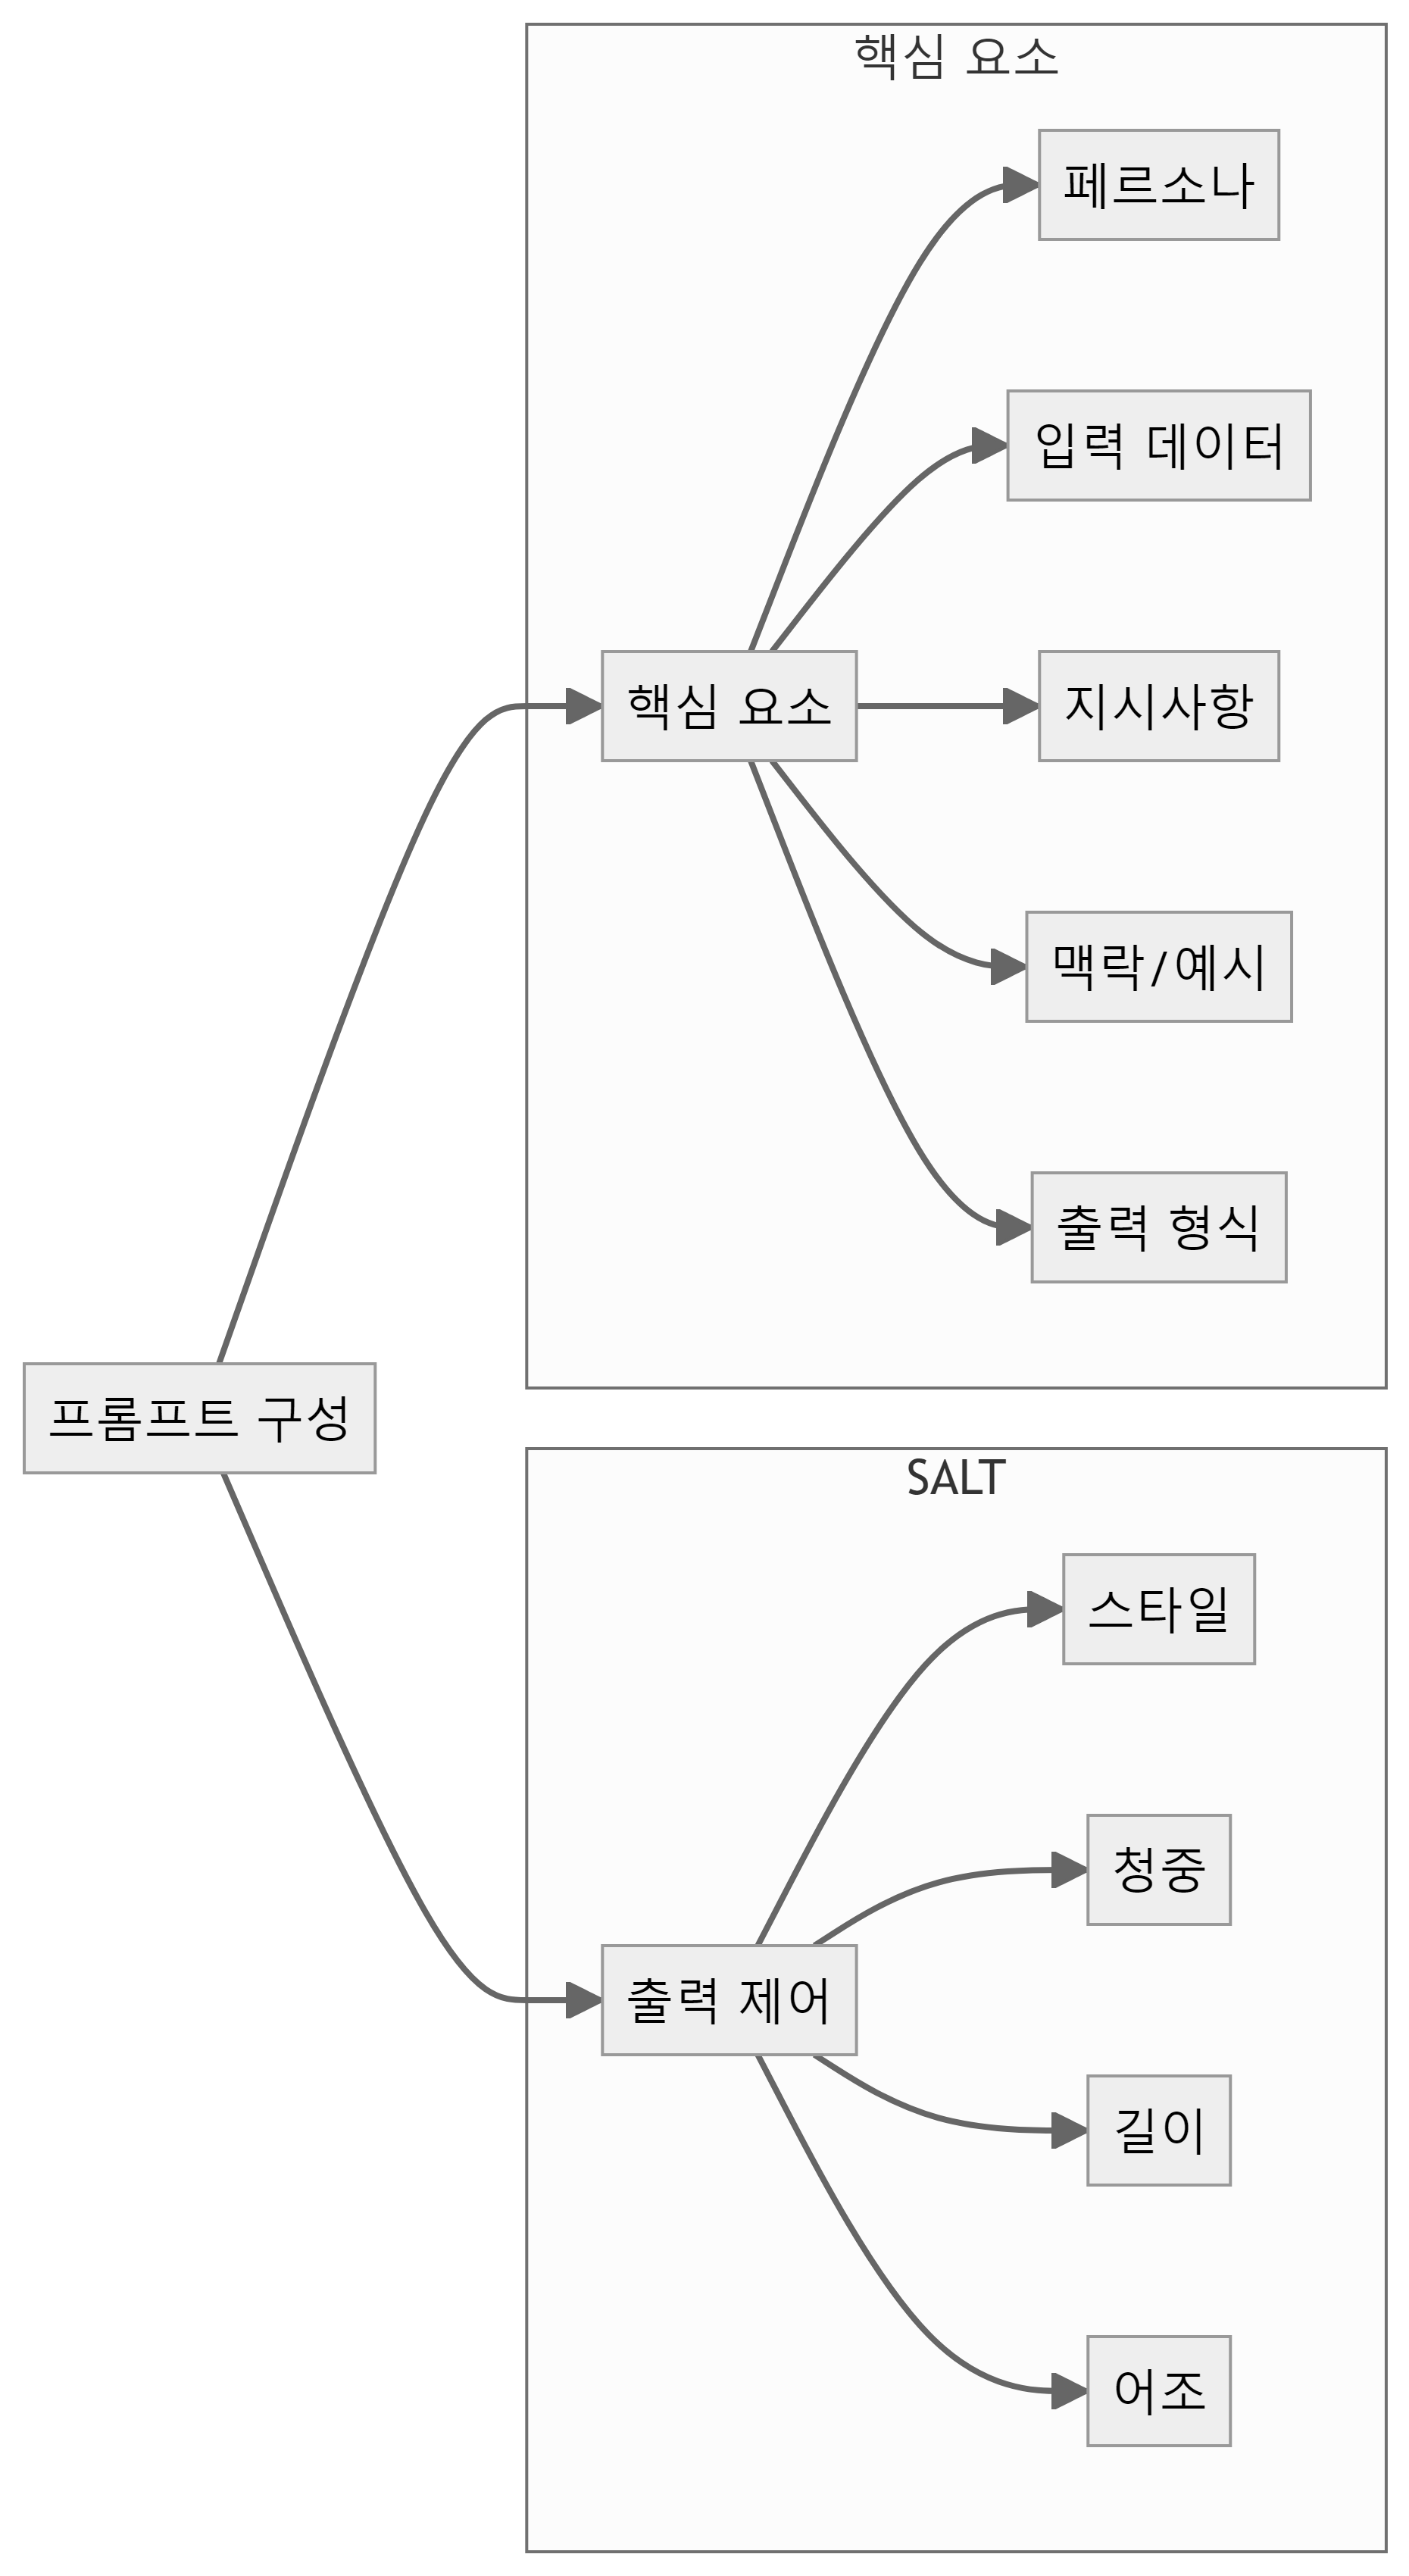 핵심 요소
페르소나
입력 데이터
핵심 요소
지시사항
맥락/예시
출력 형식
프롬프트 구성
SALT
스타일
청중
출력 제어
길이
어조